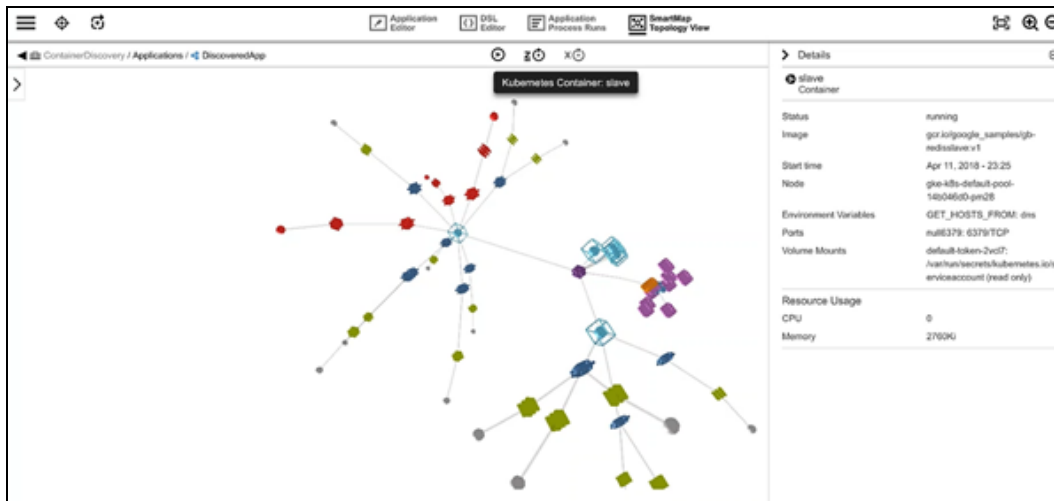 Application Editor
DSL Editor
Application Process Runs
SmartMap Topology View
ContainerDiscovery / Applications / DiscoveredApp
Kubernetes Container: slave
Details
slave
Container
Status running
Image gcr.io/google_samples/gb-
redisslave:v1
Start time Apr 11, 2018 - 23:25
Node gke-k8s-default-pool-
14b046d0-pm28
Environment Variables GET_HOSTS_FROM: dns
Ports null6379: 6379/TCP
Volume Mounts default-token-2vcl7:
/var/run/secrets/kubernetes.io/s
erviceaccount (read only)
Resource Usage
CPU 0
Memory 2760Ki